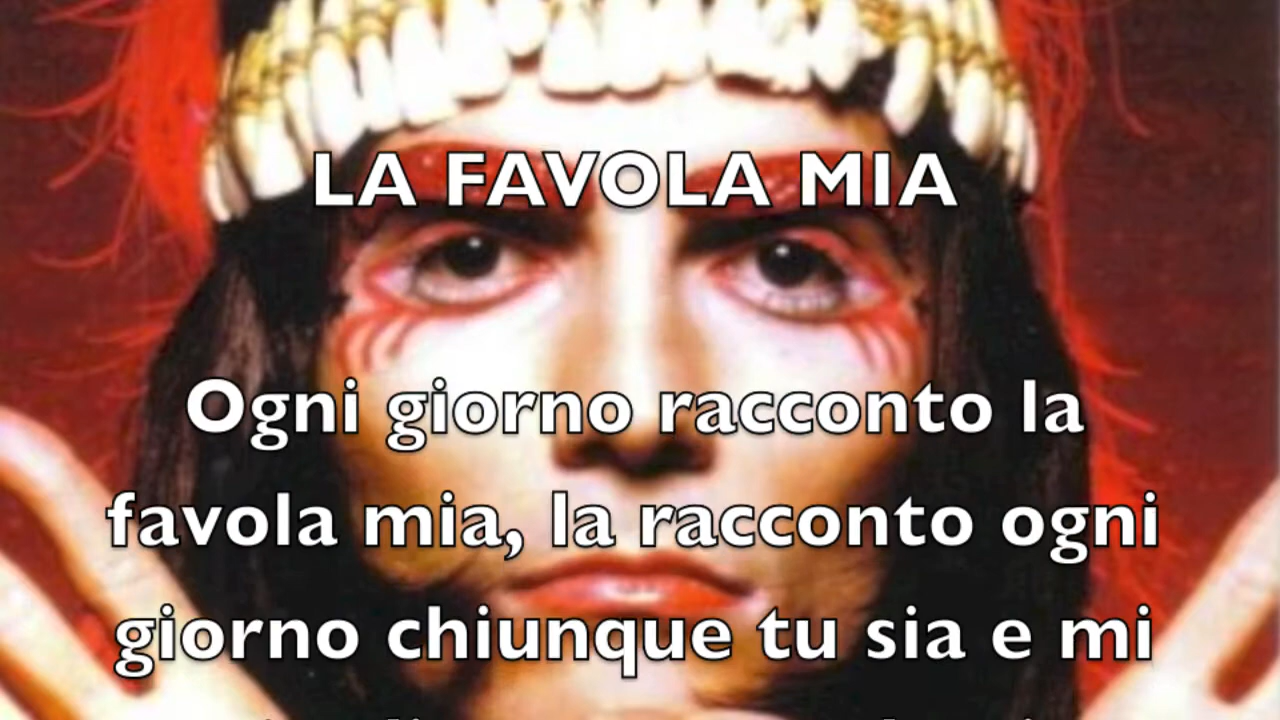 LA FAVOLA MIA
Ogni giorno racconto la
favola mia, la racconto ogni
giorno chiunque tu sia e mi